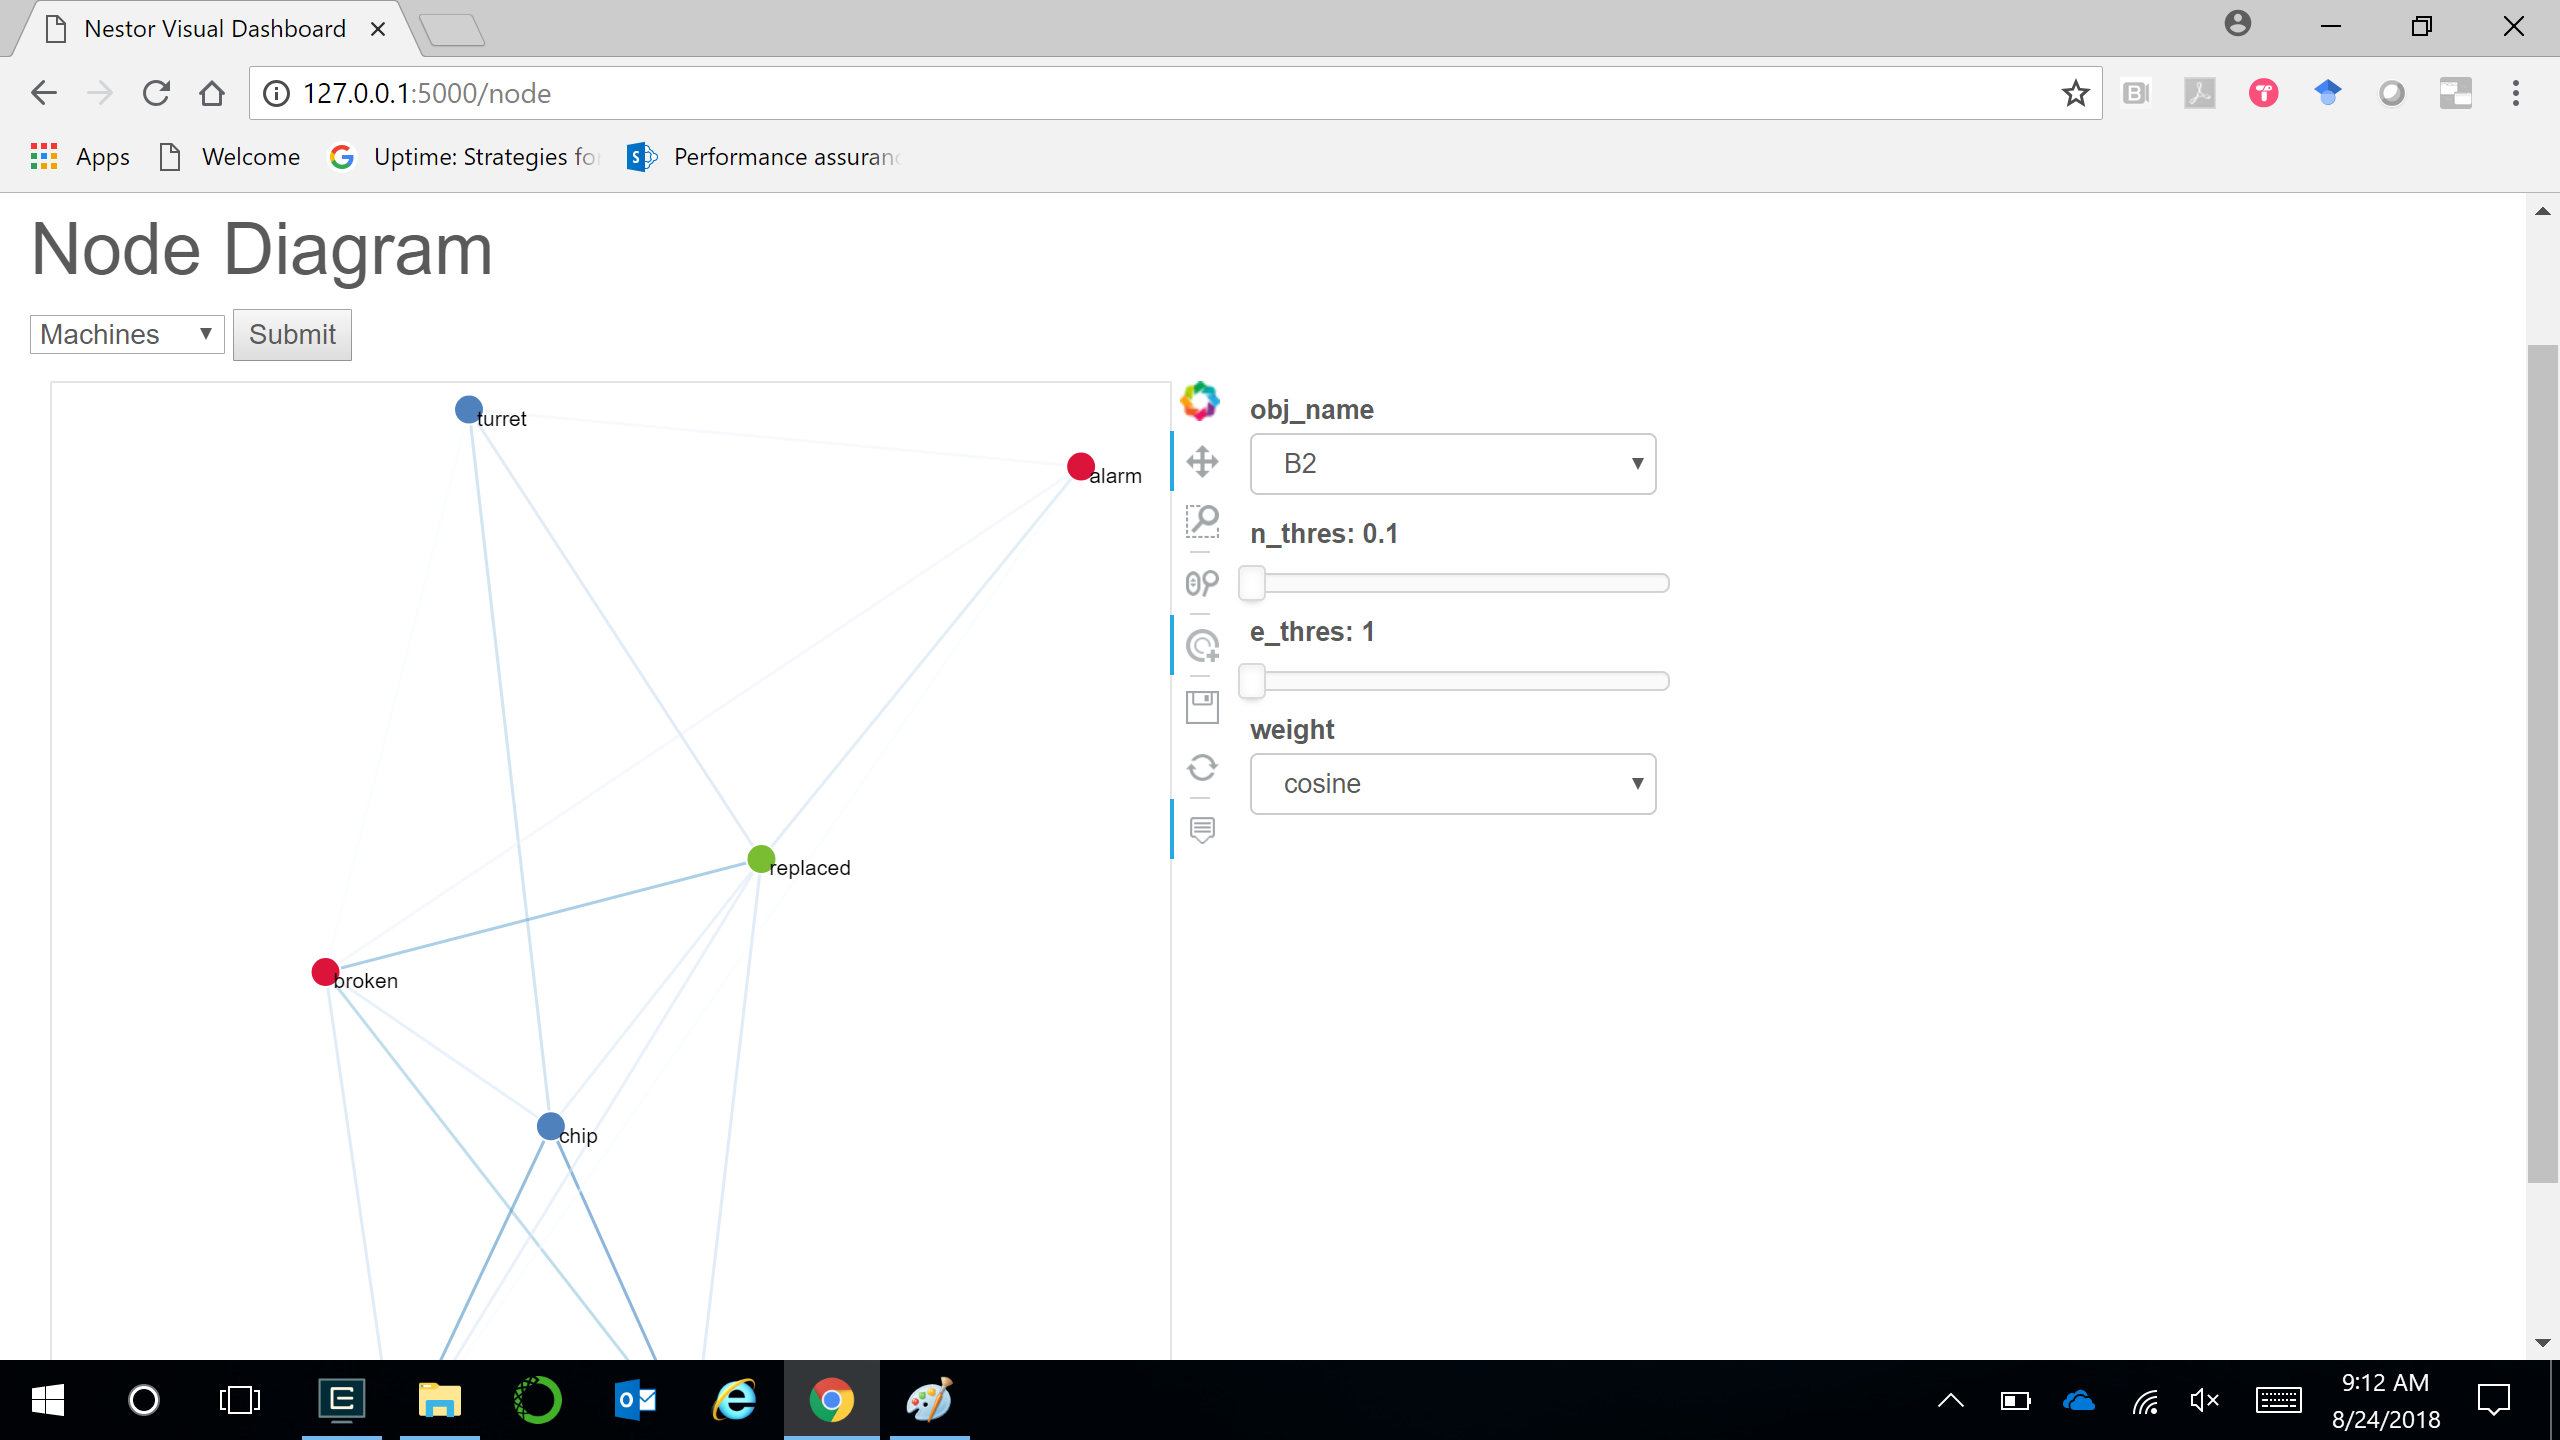 Nestor Visual Dashboard
127.0.0.1:5000/node
Apps
Welcome
Uptime: Strategies for
Performance assuranc
Node Diagram
Machines
Submit
turret
alarm
replaced
broken
chip
obj_name
B2
n_thres: 0.1
e_thres: 1
weight
cosine
9:12 AM
8/24/2018